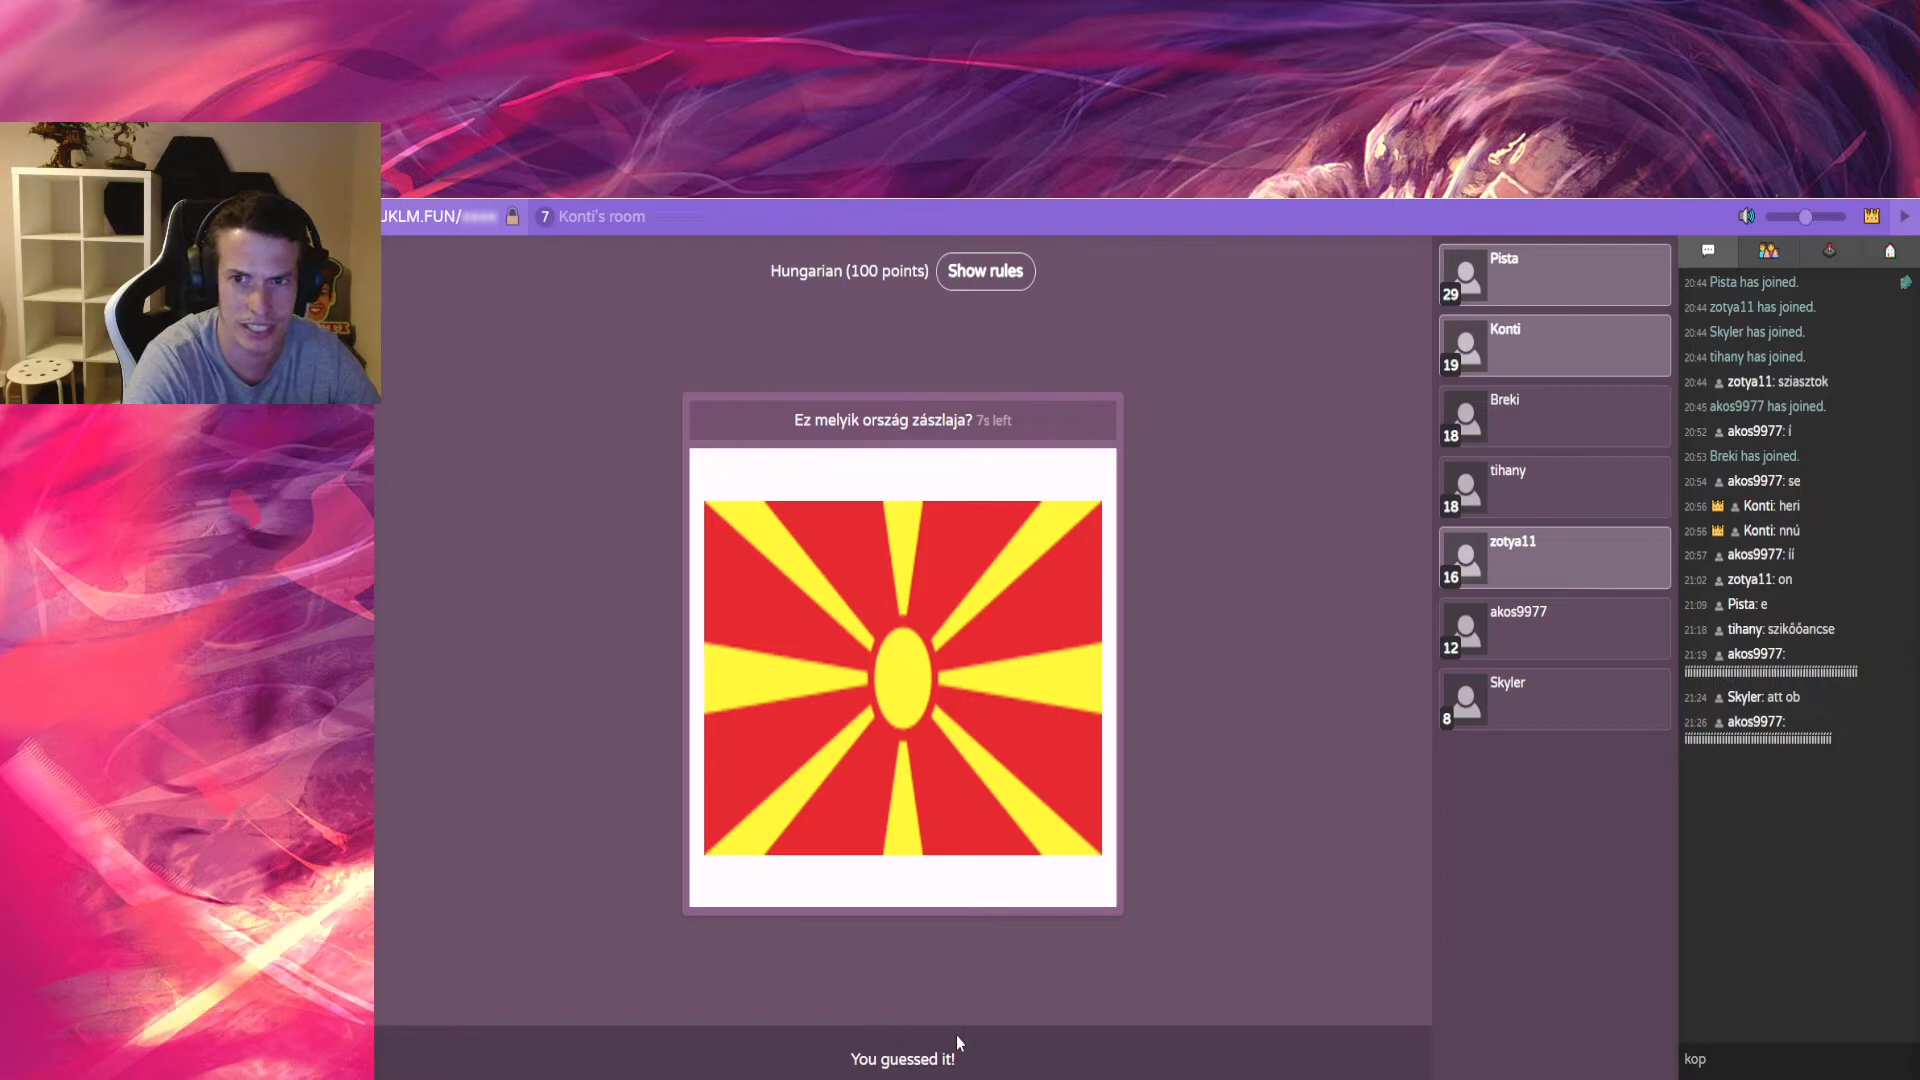 JKLM.FUN/
7 Konti's room
Hungarian (100 points) Show rules
Ez melyik ország zászlaja? 7s left
You guessed it!
Pista
29
Konti
19
Breki
18
tihany
18
zotya11
16
akos9977
12
Skyler
8
20:44 Pista has joined.
20:44 zotya11 has joined.
20:44 Skyler has joined.
20:44 tihany has joined.
20:44 zotya11: sziasztok
20:45 akos9977 has joined.
20:52 akos9977: í
20:53 Breki has joined.
20:54 akos9977: se
20:56 Konti: heri
20:56 Konti: nnú
20:57 akos9977: íí
21:02 zotya11: on
21:09 Pista: e
21:18 tihany: szikőőancse
21:19 akos9977:
21:24 Skyler: att ob
21:26 akos9977:
kop